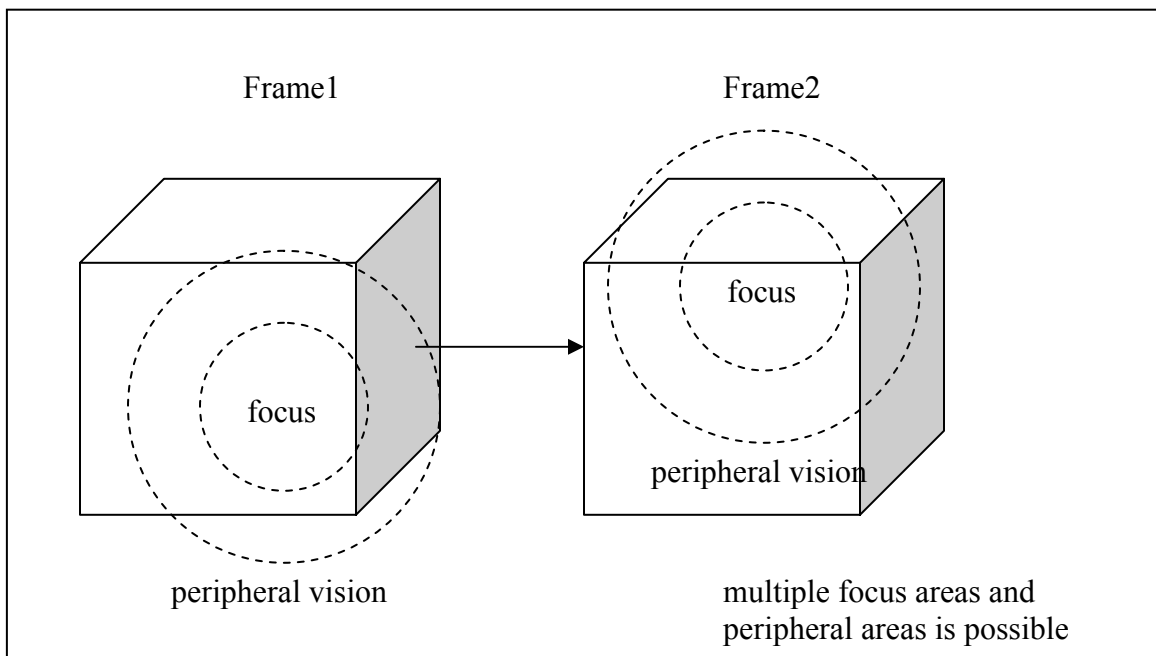 Frame1
Frame2
focus
focus
peripheral vision
peripheral vision
multiple focus areas and
peripheral areas is possible